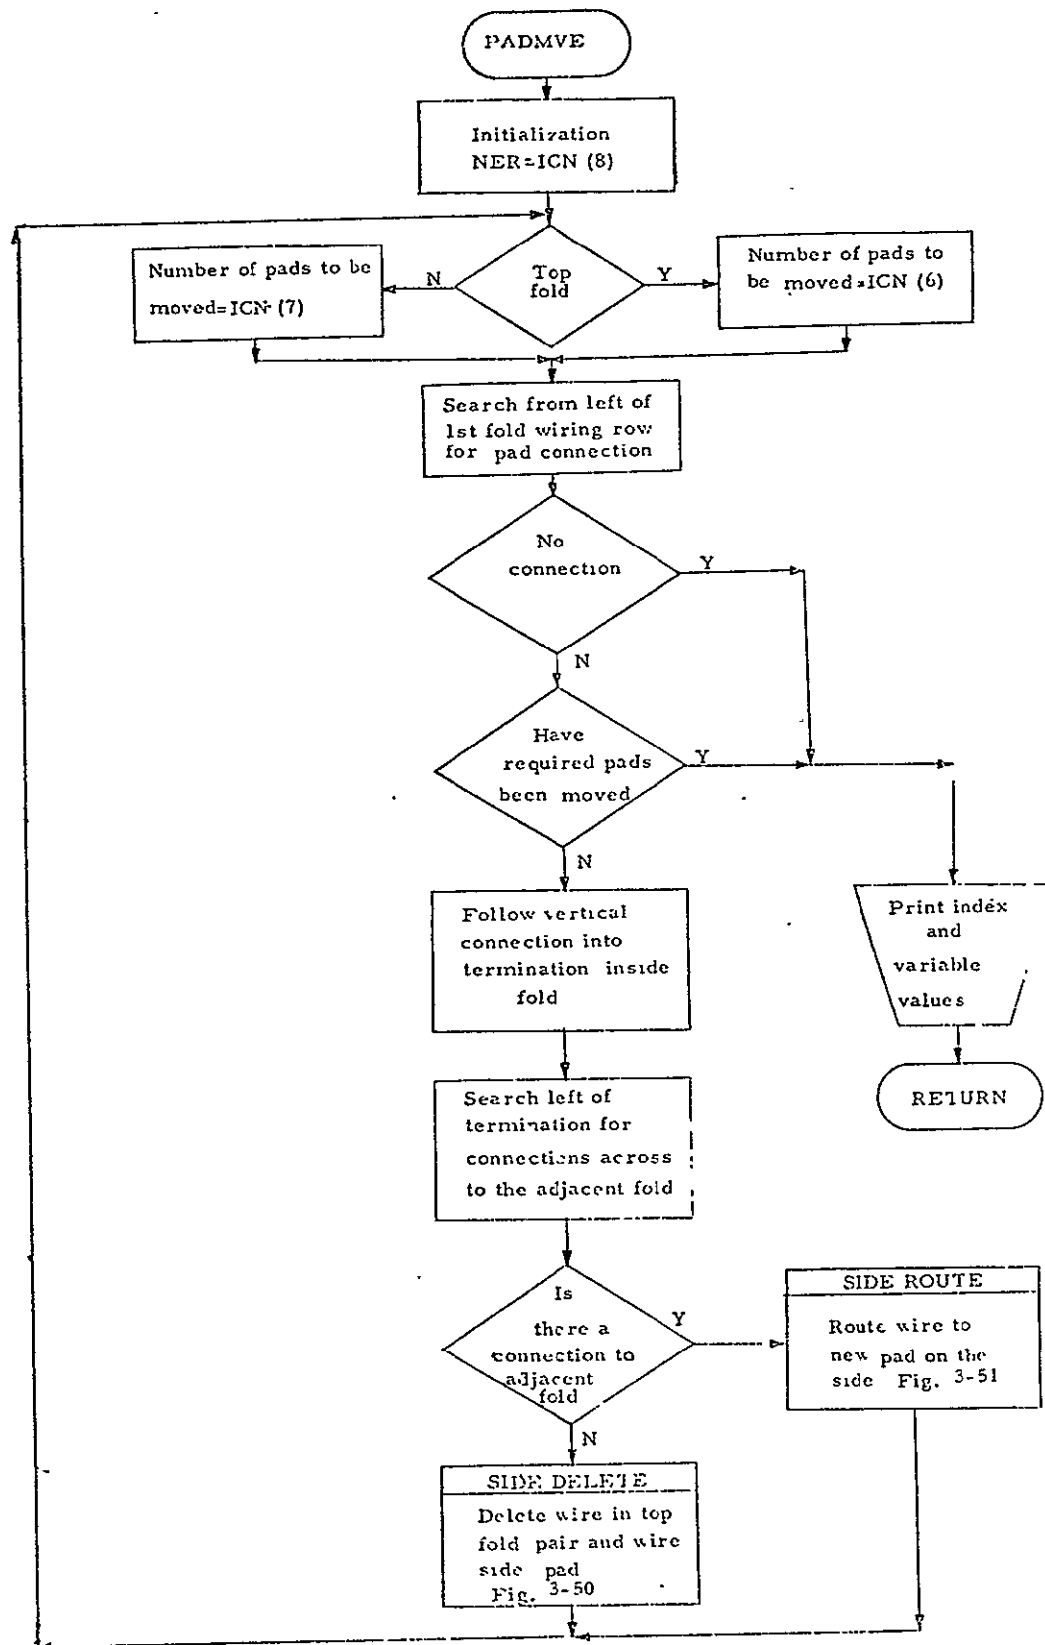 PADMVE
Initialization
NER=ICN (8)
Number of pads to be
moved=ICN (7)
N
Top
fold
Y
Number of pads to
be moved=ICN (6)
Search from left of
1st fold wiring row
for pad connection
No
connection
Y
N
Have
required pads
been moved
Y
N
Follow vertical
connection into
termination inside
fold
Print index
and
variable
values
RETURN
Search left of
termination for
connections across
to the adjacent fold
Is
there a
connection to
adjacent
fold
Y
N
SIDE ROUTE
Route wire to
new pad on the
side Fig. 3-51
SIDE DELETE
Delete wire in top
fold pair and wire
side pad
Fig. 3-50